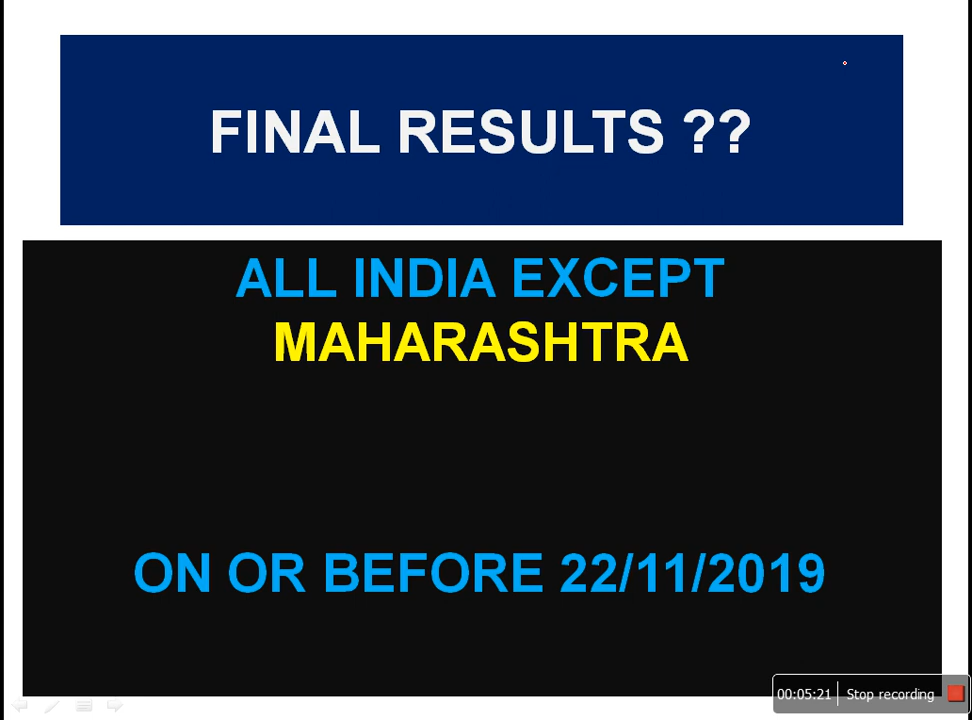 FINAL RESULTS ??
ALL INDIA EXCEPT
MAHARASHTRA
ON OR BEFORE 22/11/2019
00:05:21 Stop recording